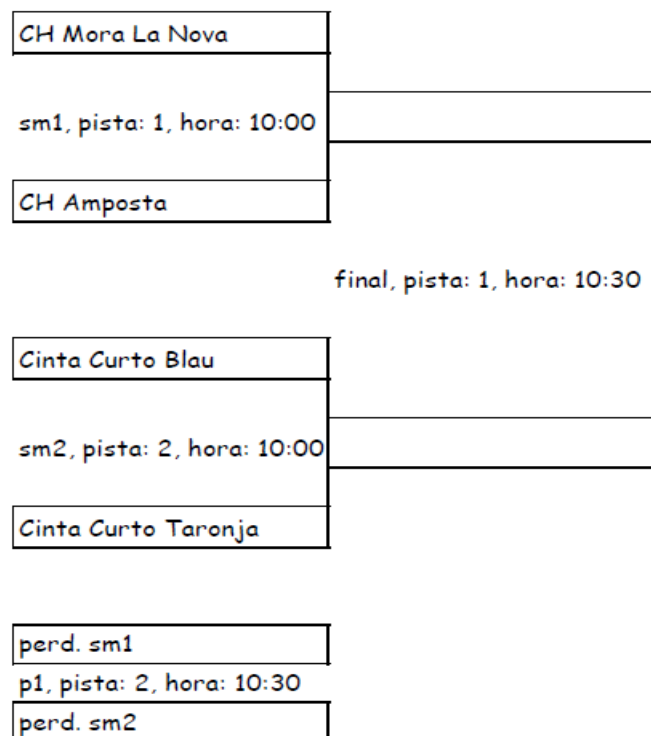 CH Mora La Nova
sm1, pista: 1, hora: 10:00
CH Amposta
final, pista: 1, hora: 10:30
Cinta Curto Blau
sm2, pista: 2, hora: 10:00
Cinta Curto Taronja
perd. sm1
p1, pista: 2, hora: 10:30
perd. sm2